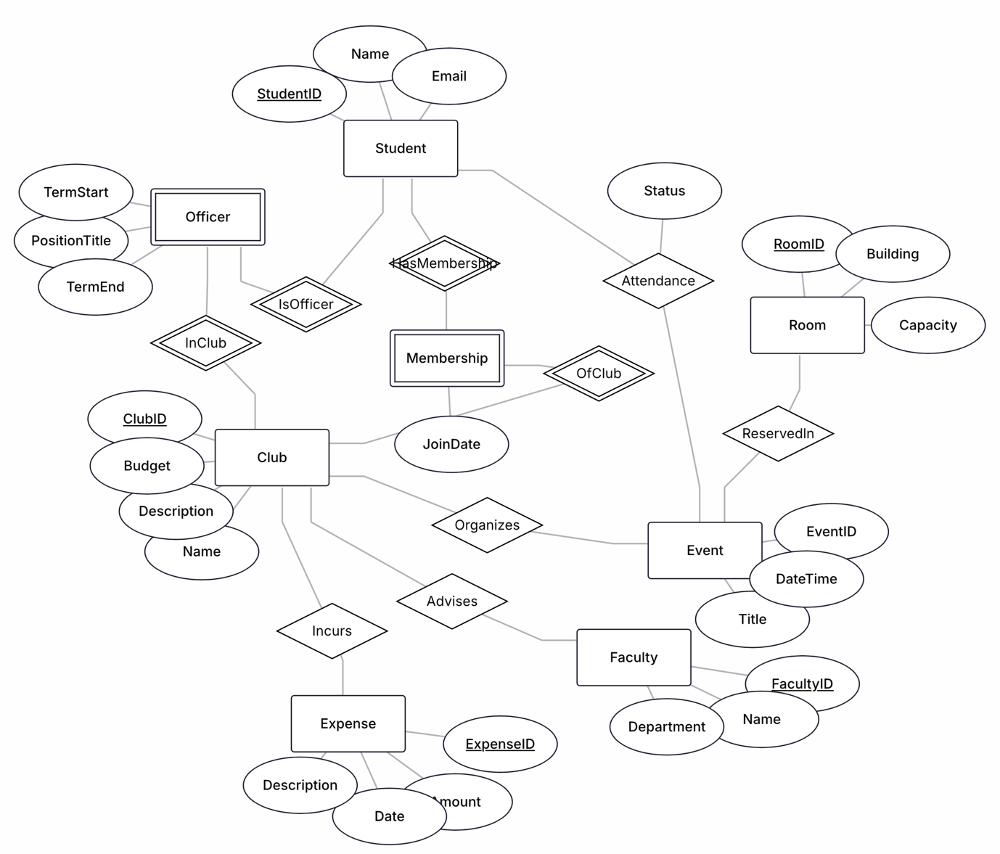 Name
Email
StudentID
Student
TermStart
Officer
Status
PositionTitle
RoomID
Building
HasMembership
TermEnd
IsOfficer
Attendance
Room
Capacity
InClub
Membership
OfClub
ClubID
ReservedIn
JoinDate
Club
Budget
Description
Organizes
Name
EventID
Event
DateTime
Title
Advises
Incurs
Faculty
FacultyID
Name
Department
Expense
ExpenseID
Description
Amount
Date